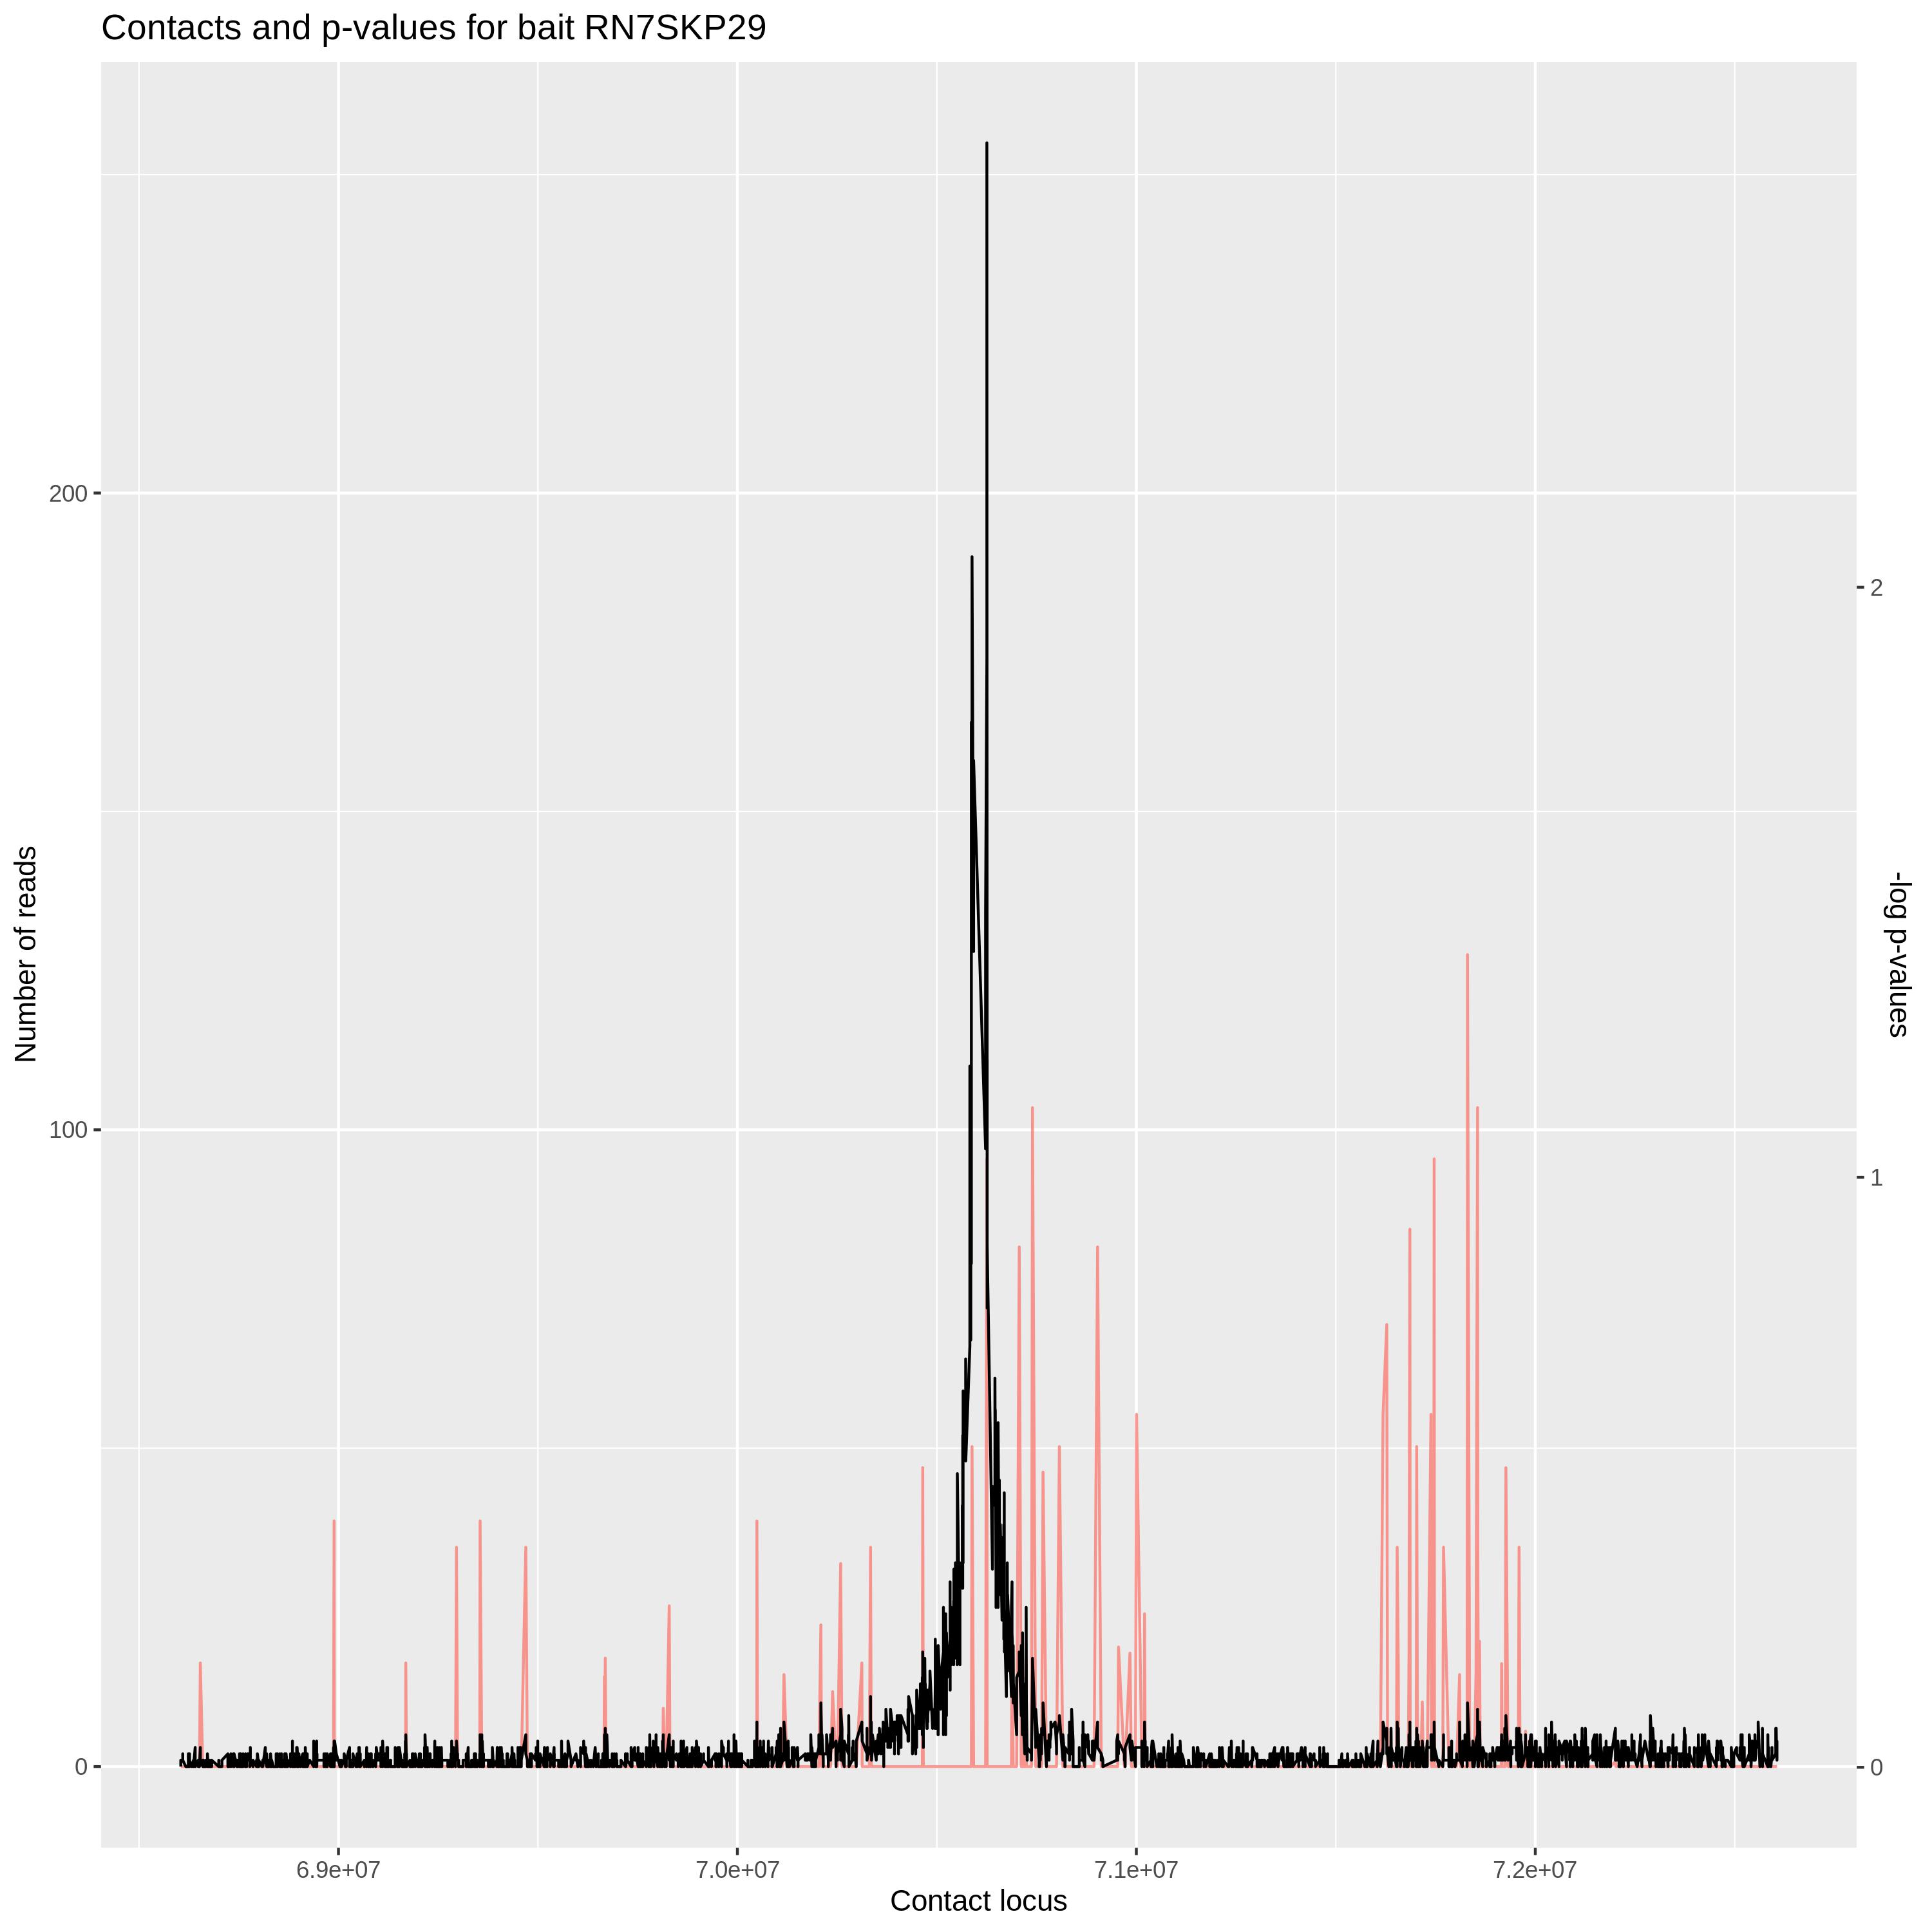 Contacts and p-values for bait RN7SKP29
Number of reads
200
100
0
2
1
0
-log p-values
6.9e+07
7.0e+07
7.1e+07
7.2e+07
Contact locus